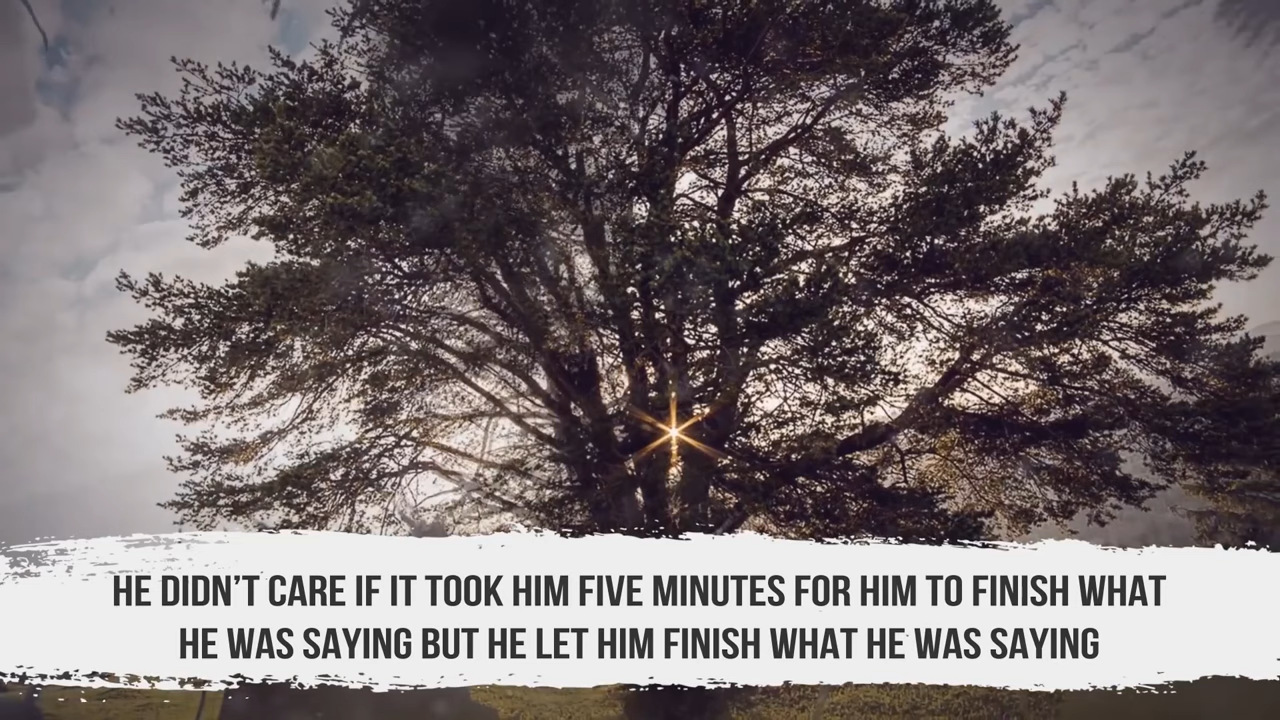 HE DIDN’T CARE IF IT TOOK HIM FIVE MINUTES FOR HIM TO FINISH WHAT
HE WAS SAYING BUT HE LET HIM FINISH WHAT HE WAS SAYING